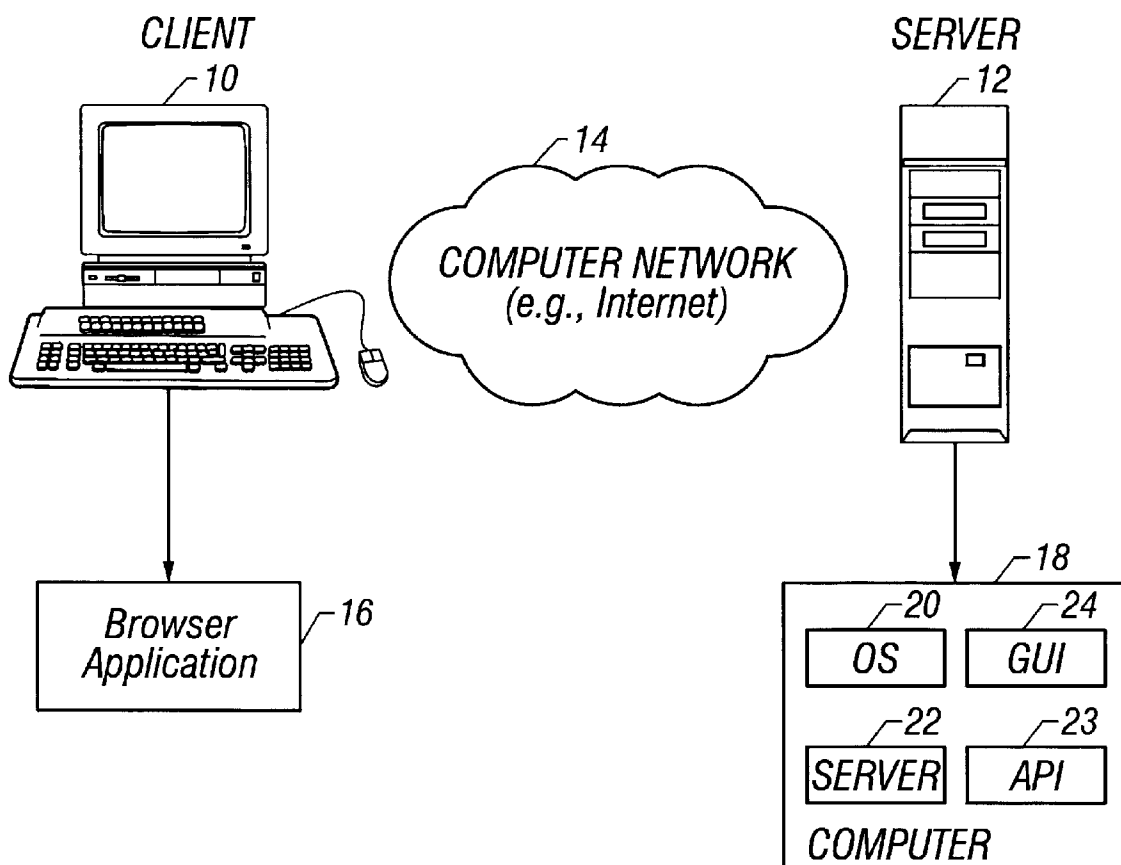 CLIENT
10
SERVER
12
14
COMPUTER NETWORK
(e.g., Internet)
Browser
Application
16
18
20
OS
24
GUI
22
SERVER
23
API
COMPUTER